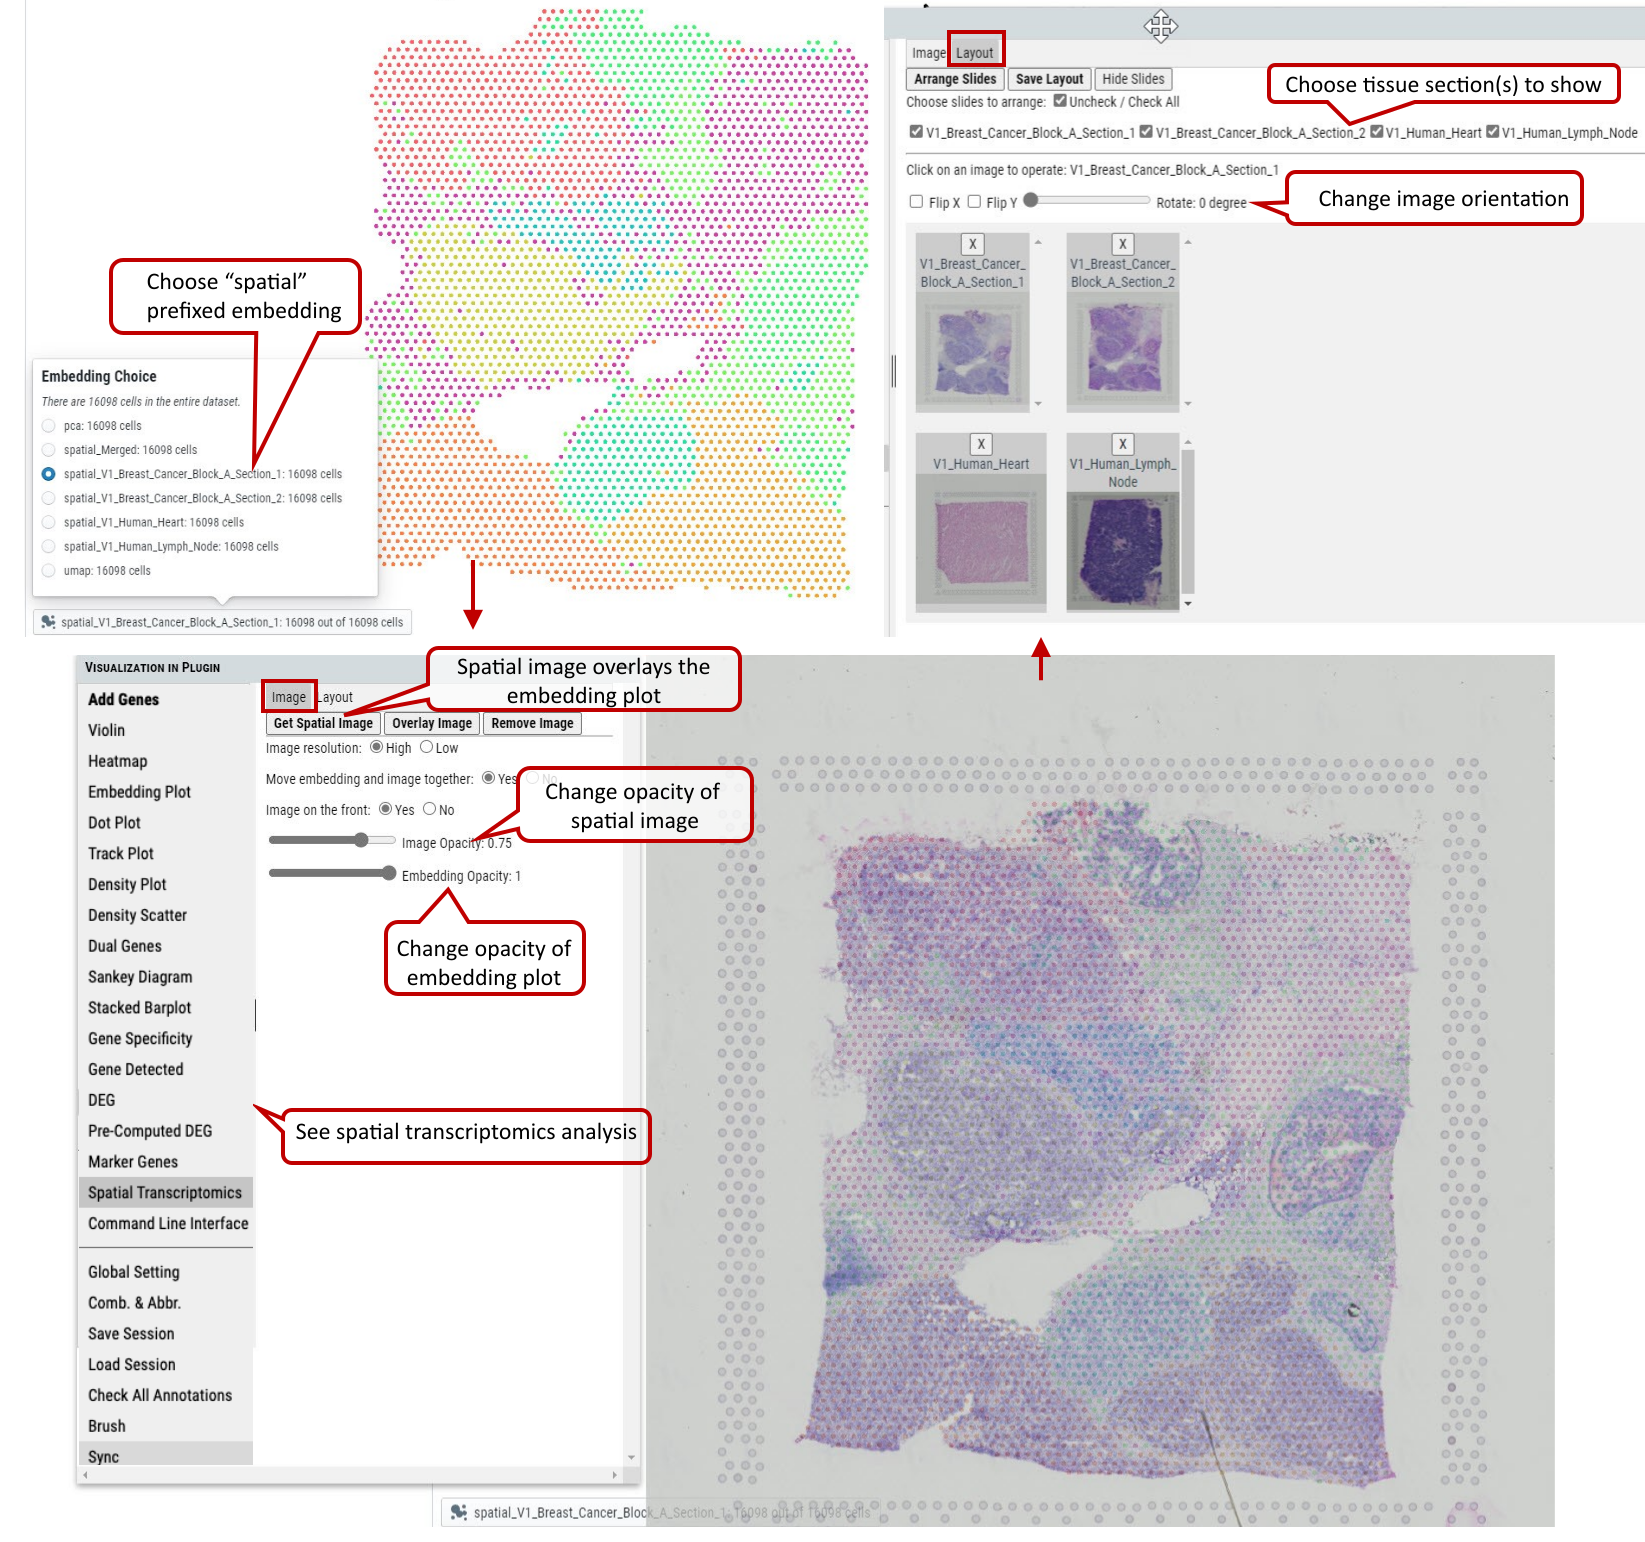 Choose “spatial”
prefixed embedding
Embedding Choice
There are 16098 cells in the entire dataset.
pca: 16098 cells
spatial_Merged: 16098 cells
spatial_V1_Breast_Cancer_Block_A_Section_1: 16098 cells
spatial_V1_Breast_Cancer_Block_A_Section_2: 16098 cells
spatial_V1_Human_Heart: 16098 cells
spatial_V1_Human_Lymph_Node: 16098 cells
umap: 16098 cells
spatial_V1_Breast_Cancer_Block_A_Section_1: 16098 out of 16098 cells
Image Layout
Arrange Slides Save Layout Hide Slides
Choose tissue section(s) to show
Choose slides to arrange: Uncheck / Check All
V1_Breast_Cancer_Block_A_Section_1 V1_Breast_Cancer_Block_A_Section_2 V1_Human_Heart V1_Human_Lymph_Node
Click on an image to operate: V1_Breast_Cancer_Block_A_Section_1
Flip X Flip Y Rotate: 0 degree
Change image orientation
X
V1_Breast_Cancer_
Block_A_Section_1
X
V1_Breast_Cancer_
Block_A_Section_2
X
V1_Human_Heart
X
V1_Human_Lymph_
Node
Visualization in Plugin
Add Genes
Violin
Heatmap
Embedding Plot
Dot Plot
Track Plot
Density Plot
Density Scatter
Dual Genes
Sankey Diagram
Stacked Barplot
Gene Specificity
Gene Detected
DEG
Pre-Computed DEG
Marker Genes
Spatial Transcriptomics
Command Line Interface
Global Setting
Comb. & Abbr.
Save Session
Load Session
Check All Annotations
Brush
Sync
Image Layout
Spatial image overlays the
embedding plot
Get Spatial Image Overlay Image Remove Image
Image resolution: High Low
Move embedding and image together: Yes No
Image on the front: Yes No
Change opacity of
spatial image
Image Opacity: 0.75
Embedding Opacity: 1
Change opacity of
embedding plot
See spatial transcriptomics analysis
spatial_V1_Breast_Cancer_Block_A_Section_1: 16098 out of 16098 cells